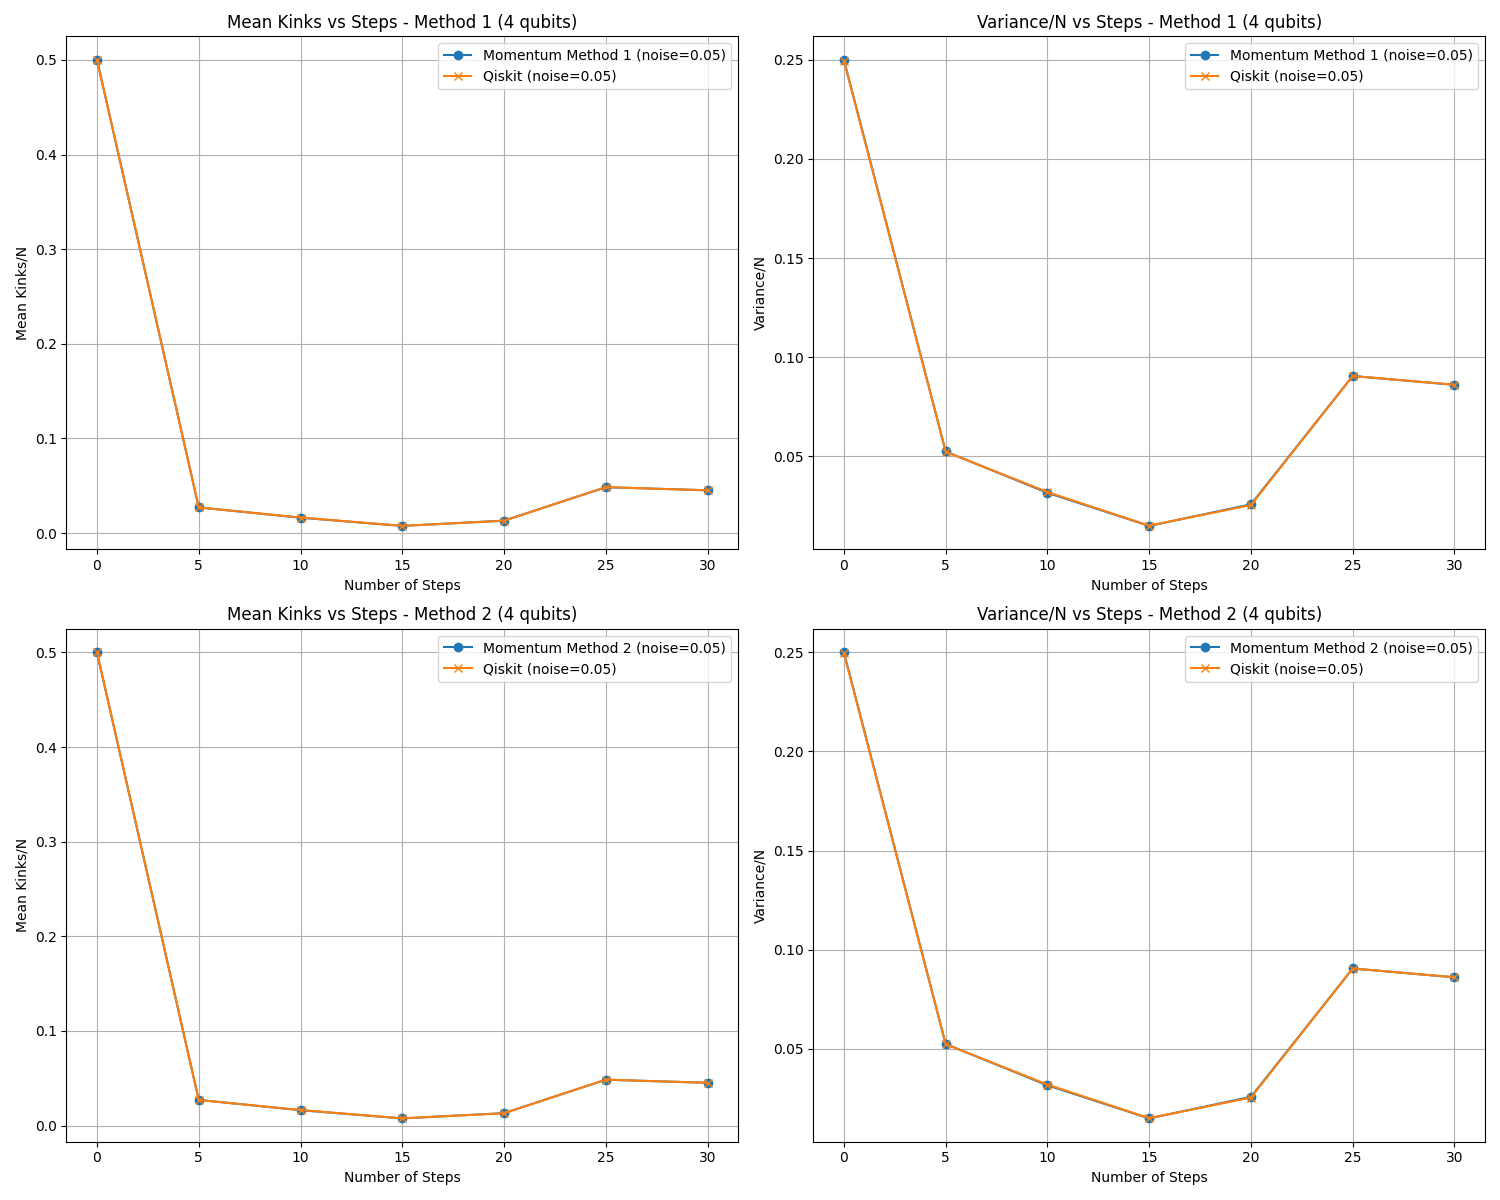 Mean Kinks vs Steps - Method 1 (4 qubits)
Momentum Method 1 (noise=0.05)
Qiskit (noise=0.05)
Mean Kinks/N
0.5
0.4
0.3
0.2
0.1
0.0
0 5 10 15 20 25 30
Number of Steps
Variance/N vs Steps - Method 1 (4 qubits)
Momentum Method 1 (noise=0.05)
Qiskit (noise=0.05)
Variance/N
0.25
0.20
0.15
0.10
0.05
0 5 10 15 20 25 30
Number of Steps
Mean Kinks vs Steps - Method 2 (4 qubits)
Momentum Method 2 (noise=0.05)
Qiskit (noise=0.05)
Mean Kinks/N
0.5
0.4
0.3
0.2
0.1
0.0
0 5 10 15 20 25 30
Number of Steps
Variance/N vs Steps - Method 2 (4 qubits)
Momentum Method 2 (noise=0.05)
Qiskit (noise=0.05)
Variance/N
0.25
0.20
0.15
0.10
0.05
0 5 10 15 20 25 30
Number of Steps